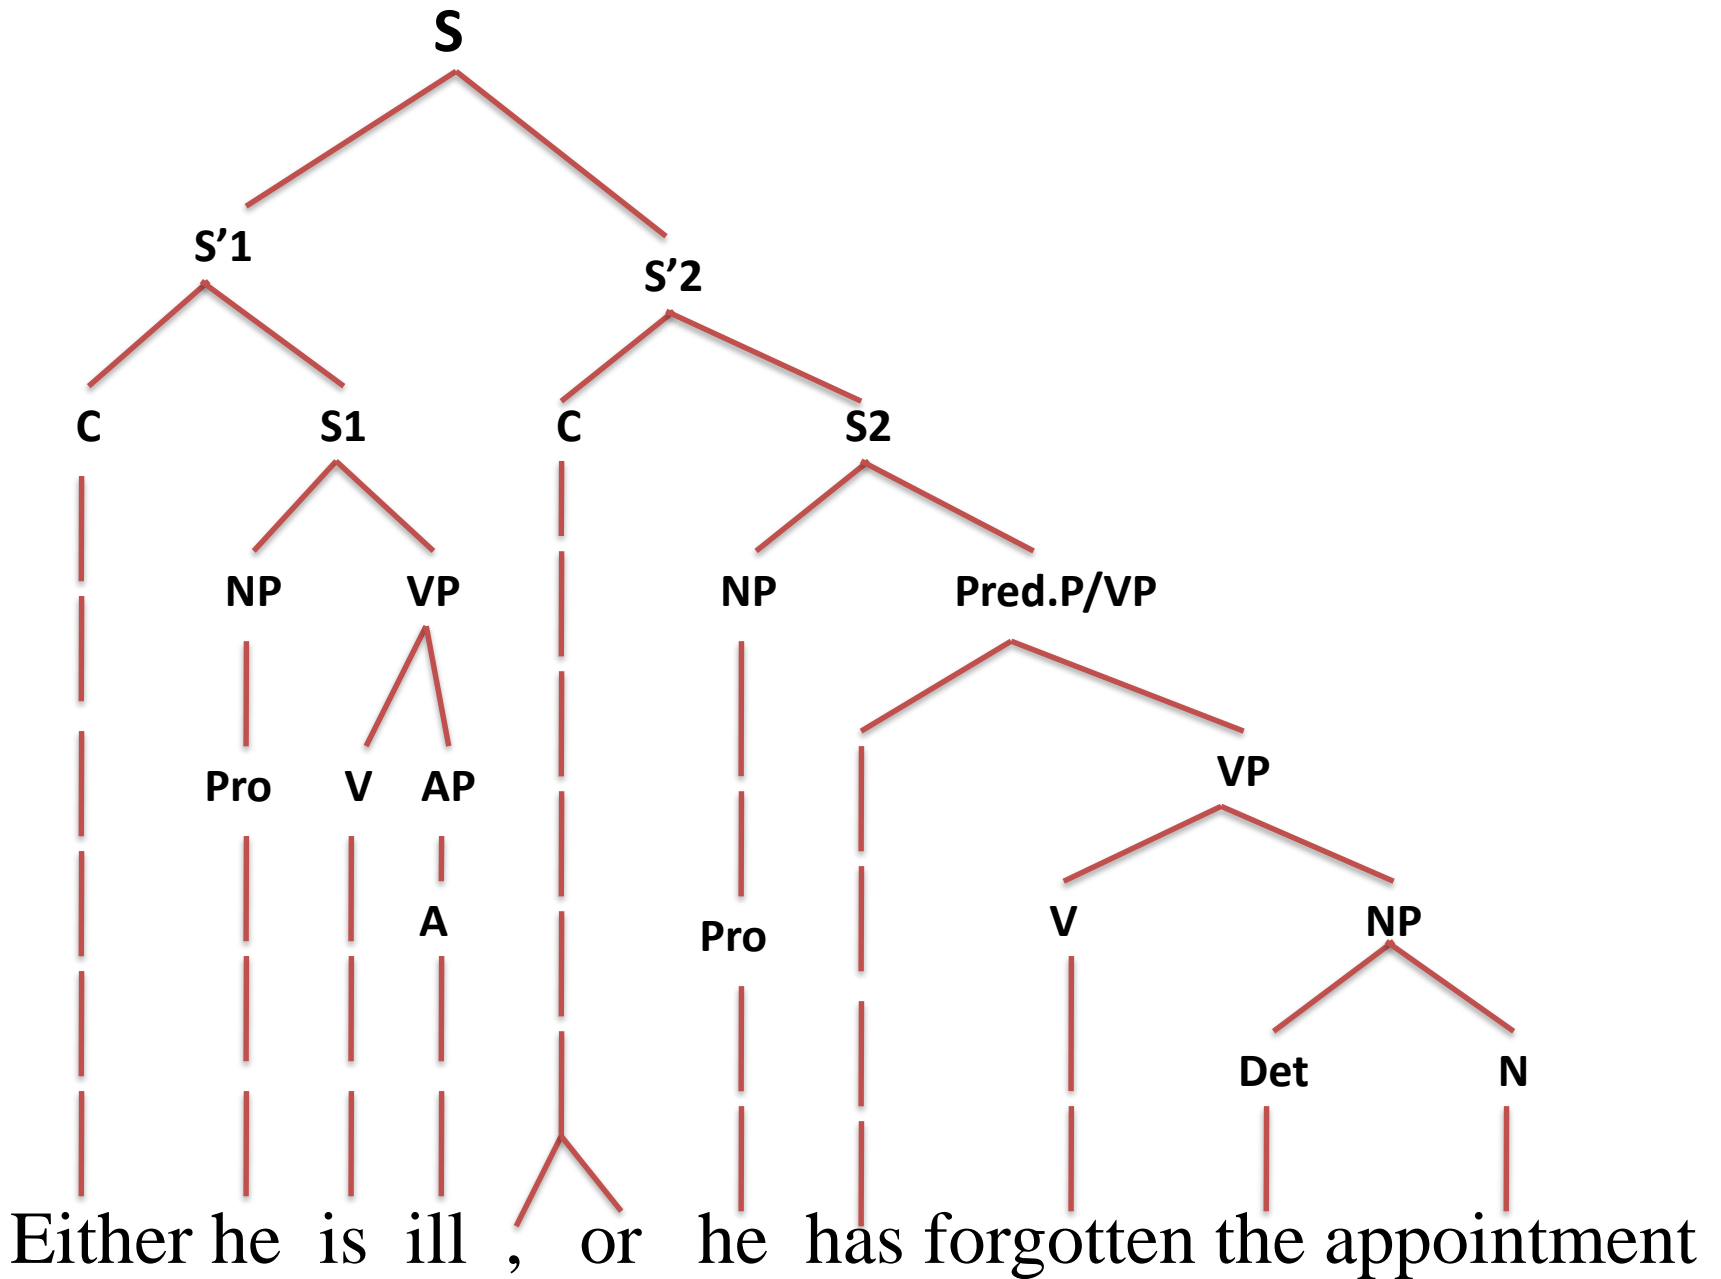 S
S’1
S’2
C S1 C S2
NP VP NP Pred.P/VP
Pro V AP VP
A Pro V NP
Det N
Either he is ill , or he has forgotten the appointment